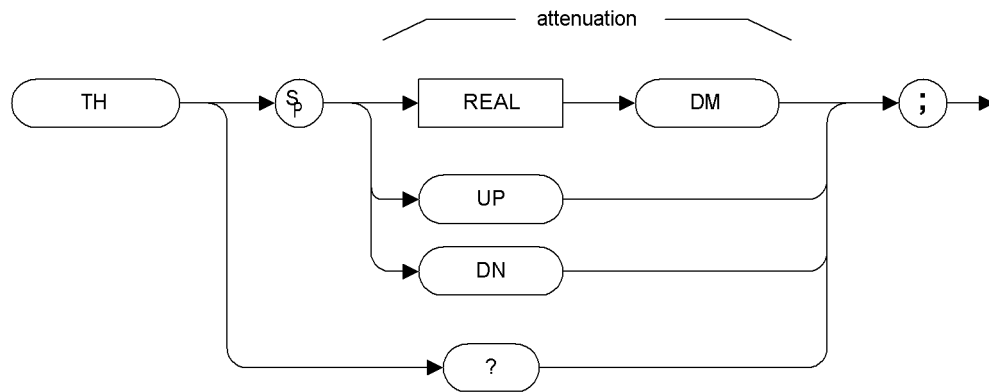 attenuation
TH
SP
REAL
DM
;
UP
DN
?